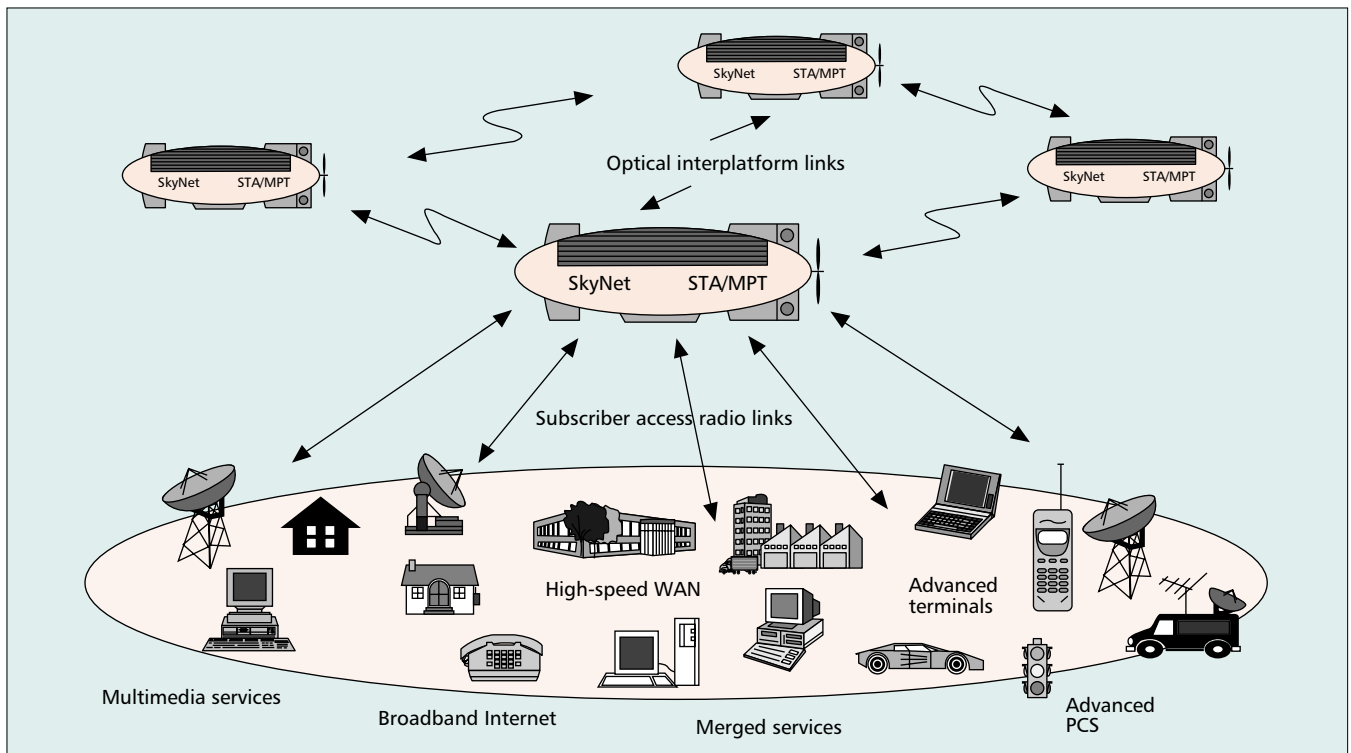 SkyNet STA/MPT
SkyNet STA/MPT
SkyNet STA/MPT
Optical interplatform links
SkyNet STA/MPT
Subscriber access radio links
High-speed WAN
Advanced
terminals
Multimedia services
Broadband Internet
Merged services
Advanced
PCS